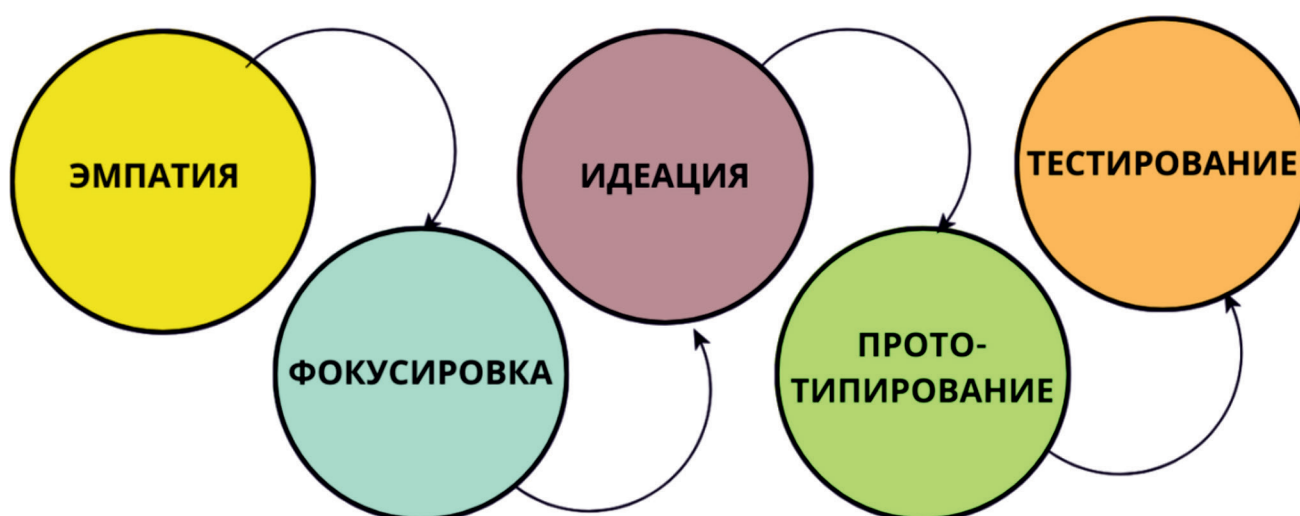 ЭМПАТИЯ
ФОКУСИРОВКА
ИДЕАЦИЯ
ПРОТО-
ТИПИРОВАНИЕ
ТЕСТИРОВАНИЕ